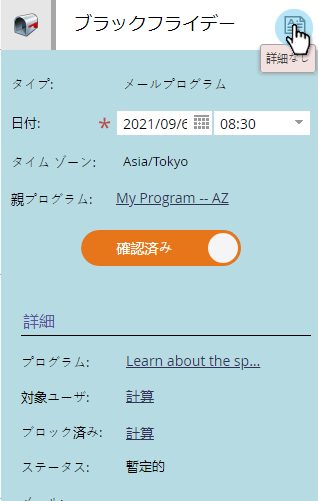 ブラックフライデー
詳細なし
タイプ: メールプログラム
日付: * 2021/09/6 08:30
タイム ゾーン: Asia/Tokyo
親プログラム: My Program -- AZ
確認済み
詳細
プログラム: Learn about the sp...
対象ユーザ: 計算
ブロック済み: 計算
ステータス: 暫定的